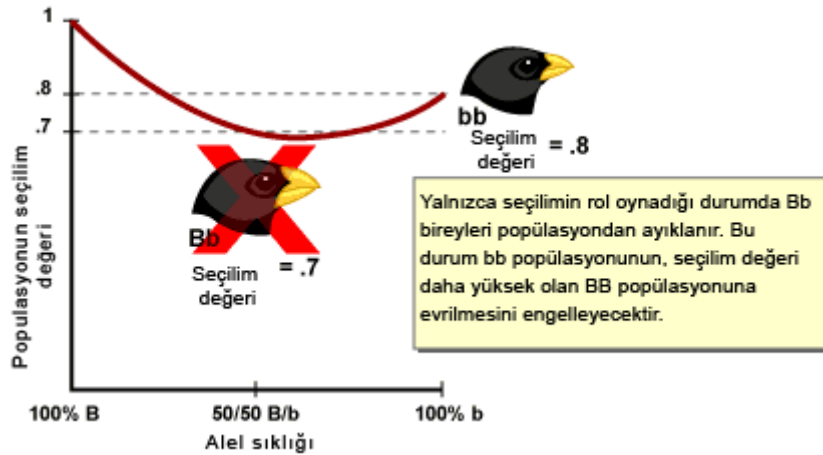 Populasyonun seçilim
değeri
1
.8
.7
bb
Seçilim
değeri
= .8
Bb
Seçilim
değeri
= .7
Yalnızca seçilimin rol oynadığı durumda Bb
bireyleri popülasyondan ayıklanır. Bu
durum bb popülasyonunun, seçilim değeri
daha yüksek olan BB popülasyonuna
evrilmesini engelleyecektir.
100% B
50/50 B/b
100% b
Alel sıklığı